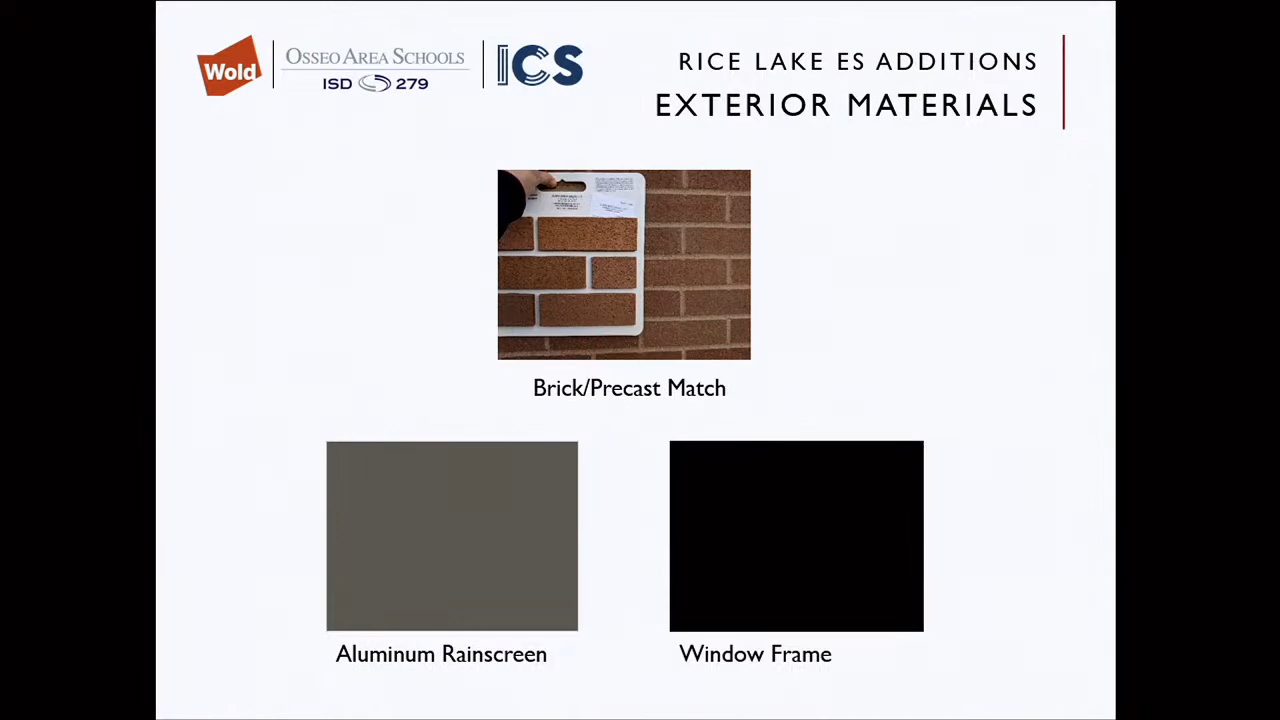 Wold
OSSEO AREA SCHOOLS
ISD 279
ICS
RICE LAKE ES ADDITIONS
EXTERIOR MATERIALS
Brick/Precast Match
Aluminum Rainscreen
Window Frame